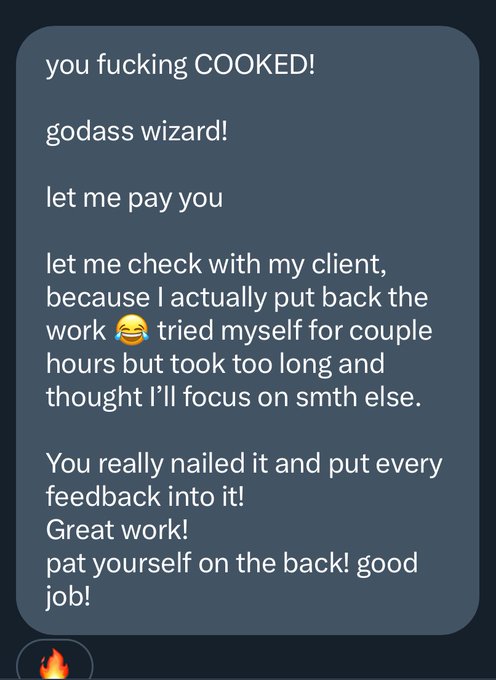 you fucking COOKED!
godass wizard!
let me pay you
let me check with my client,
because I actually put back the
work 😂 tried myself for couple
hours but took too long and
thought I’ll focus on smth else.
You really nailed it and put every
feedback into it!
Great work!
pat yourself on the back! good
job!
🔥